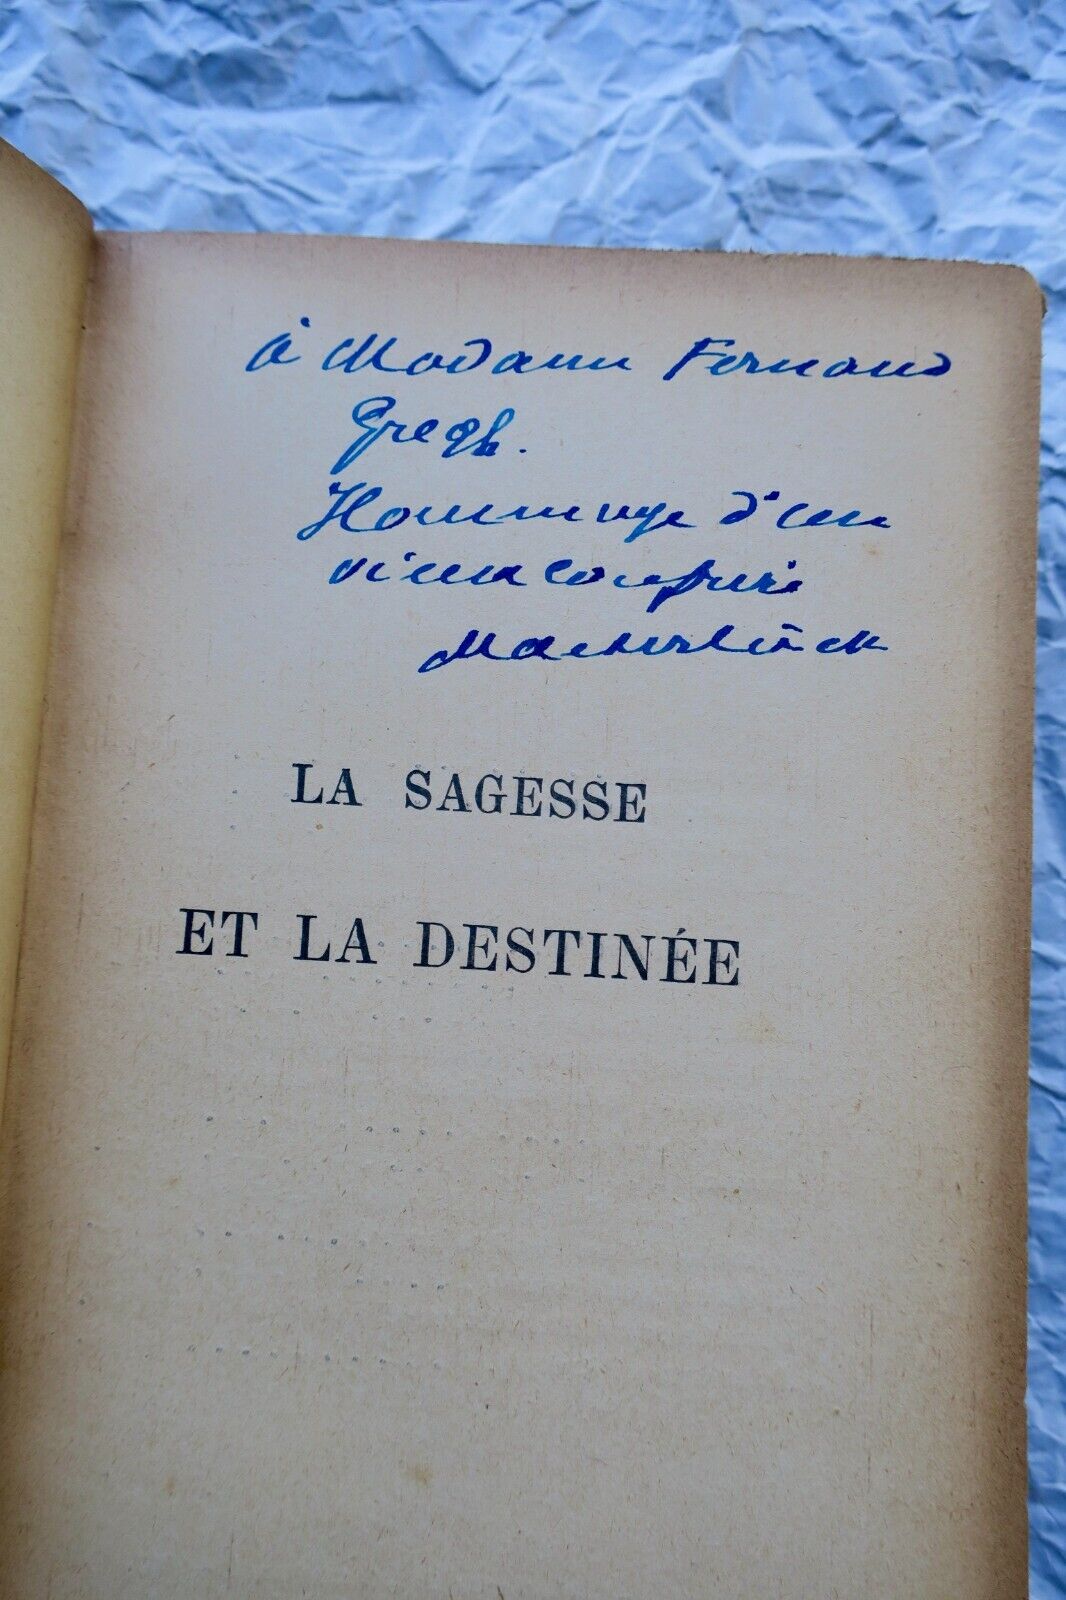 à Madame Fernand
Gregh.
Hommage d'un
vieux confrère
Maeterlinck
LA SAGESSE
ET LA DESTINÉE